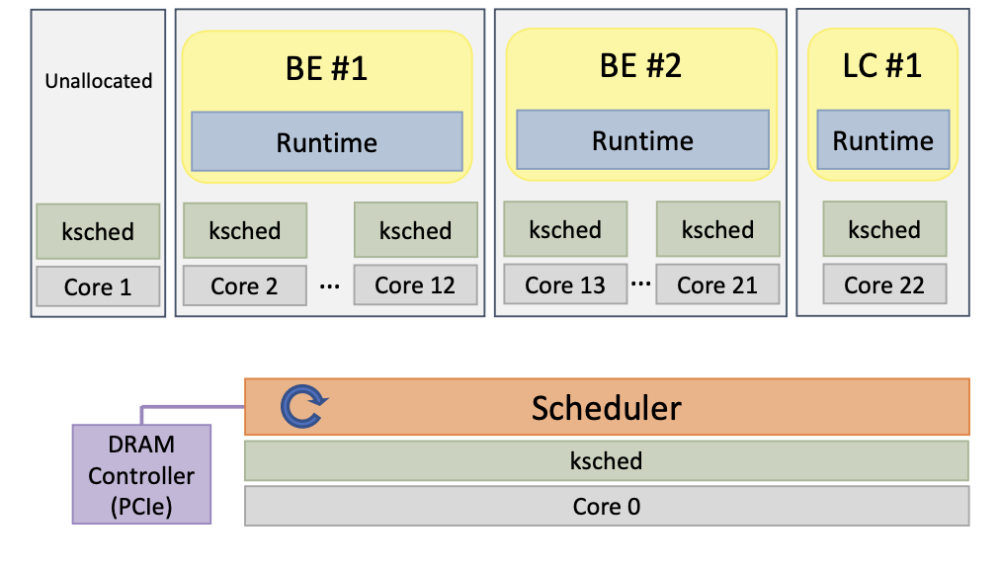 Unallocated
BE #1
BE #2
LC #1
Runtime
Runtime
Runtime
ksched
ksched
ksched
ksched
ksched
ksched
Core 1
Core 2
...
Core 12
Core 13
...
Core 21
Core 22
Scheduler
DRAM
Controller
(PCIe)
ksched
Core 0